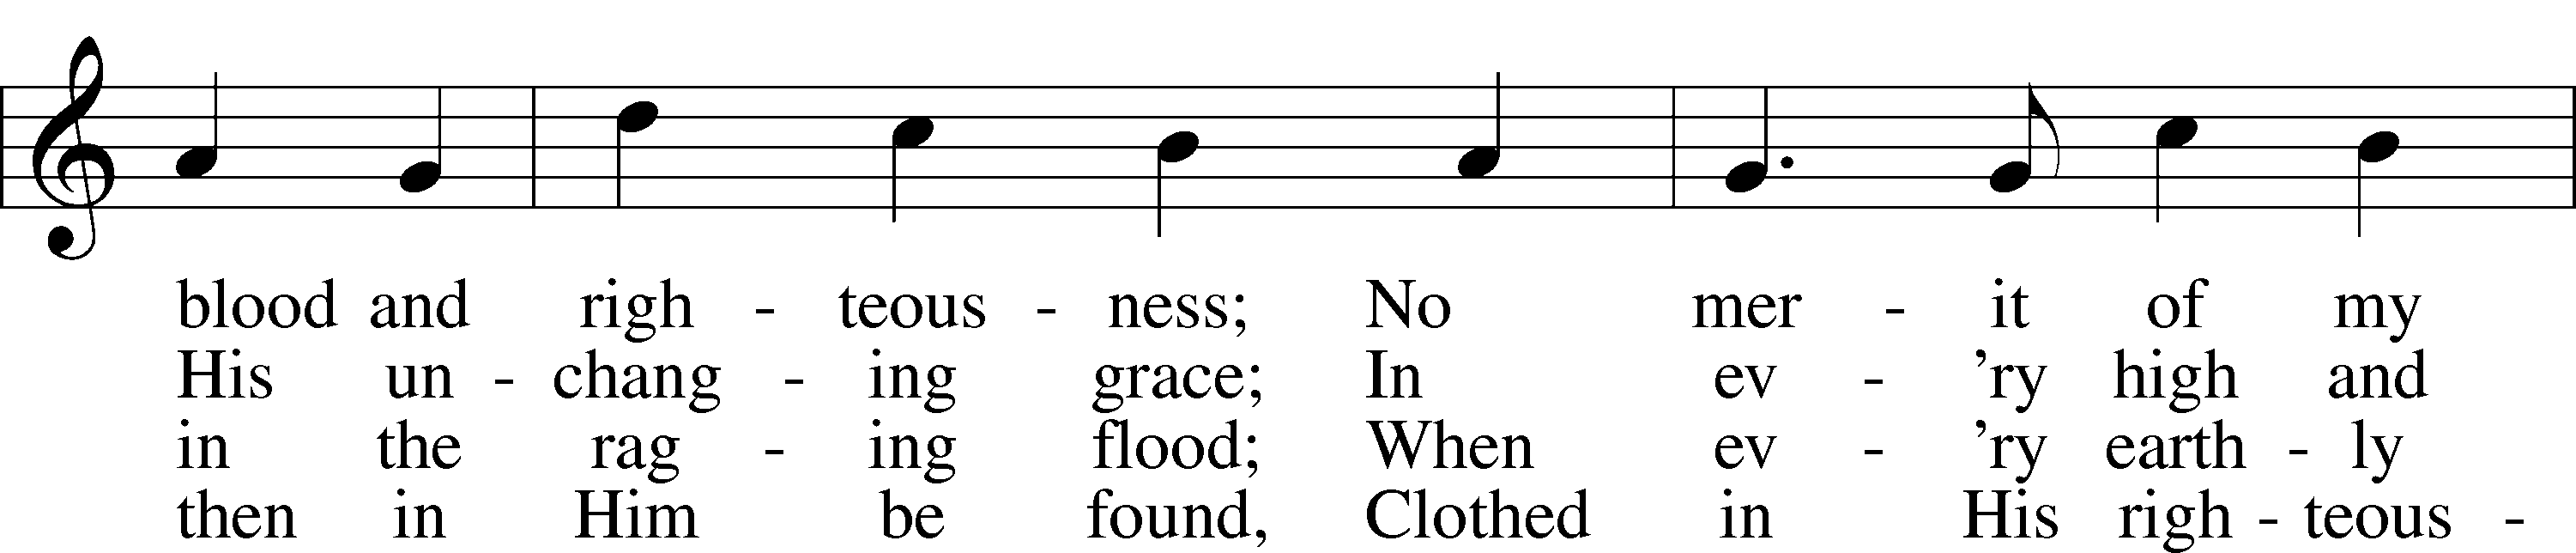 blood and righ - teous - ness; No mer - it of my
His un - chang - ing grace; In ev - 'ry high and
in the rag - ing flood; When ev - 'ry earth - ly
then in Him be found, Clothed in His righ - teous -